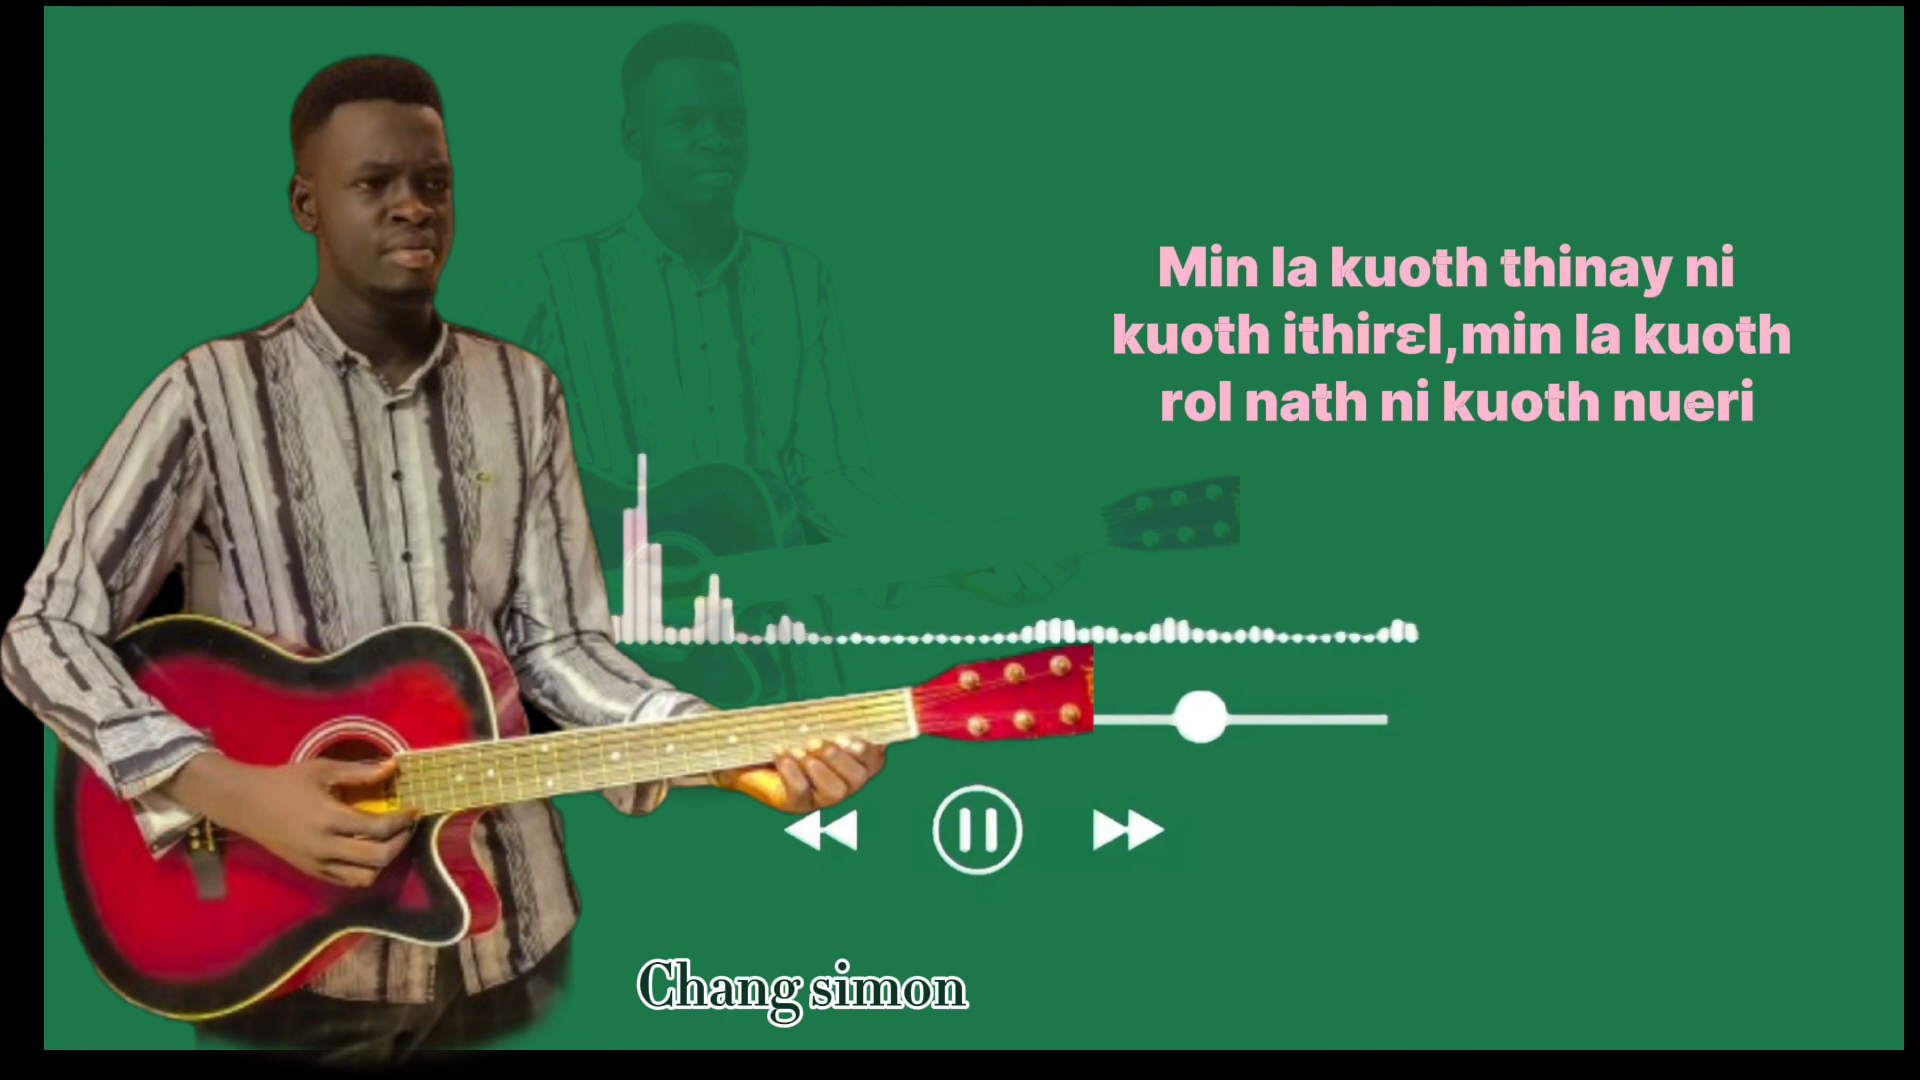 Min la kuoth thinay ni
kuoth ithirɛl,min la kuoth
rol nath ni kuoth nueri
Chang simon